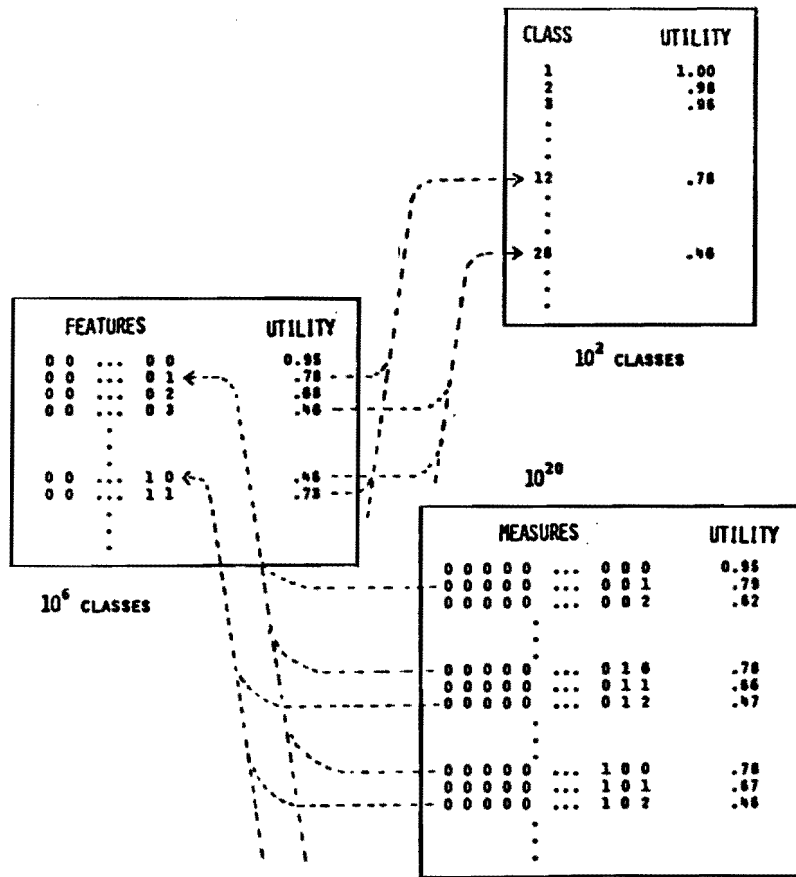 CLASS UTILITY
1 1.00
2 .98
3 .96
12 .78
28 .46
10² CLASSES
FEATURES UTILITY
0 0 ... 0 0 0.95
0 0 ... 0 1 .78
0 0 ... 0 2 .68
0 0 ... 0 3 .46
0 0 ... 1 0 .46
0 0 ... 1 1 .73
10⁶ CLASSES
10²⁰
MEASURES UTILITY
0 0 0 0 0 ... 0 0 0 0.95
0 0 0 0 0 ... 0 0 1 .79
0 0 0 0 0 ... 0 0 2 .62
0 0 0 0 0 ... 0 1 0 .78
0 0 0 0 0 ... 0 1 1 .66
0 0 0 0 0 ... 0 1 2 .47
0 0 0 0 0 ... 1 0 0 .78
0 0 0 0 0 ... 1 0 1 .67
0 0 0 0 0 ... 1 0 2 .46